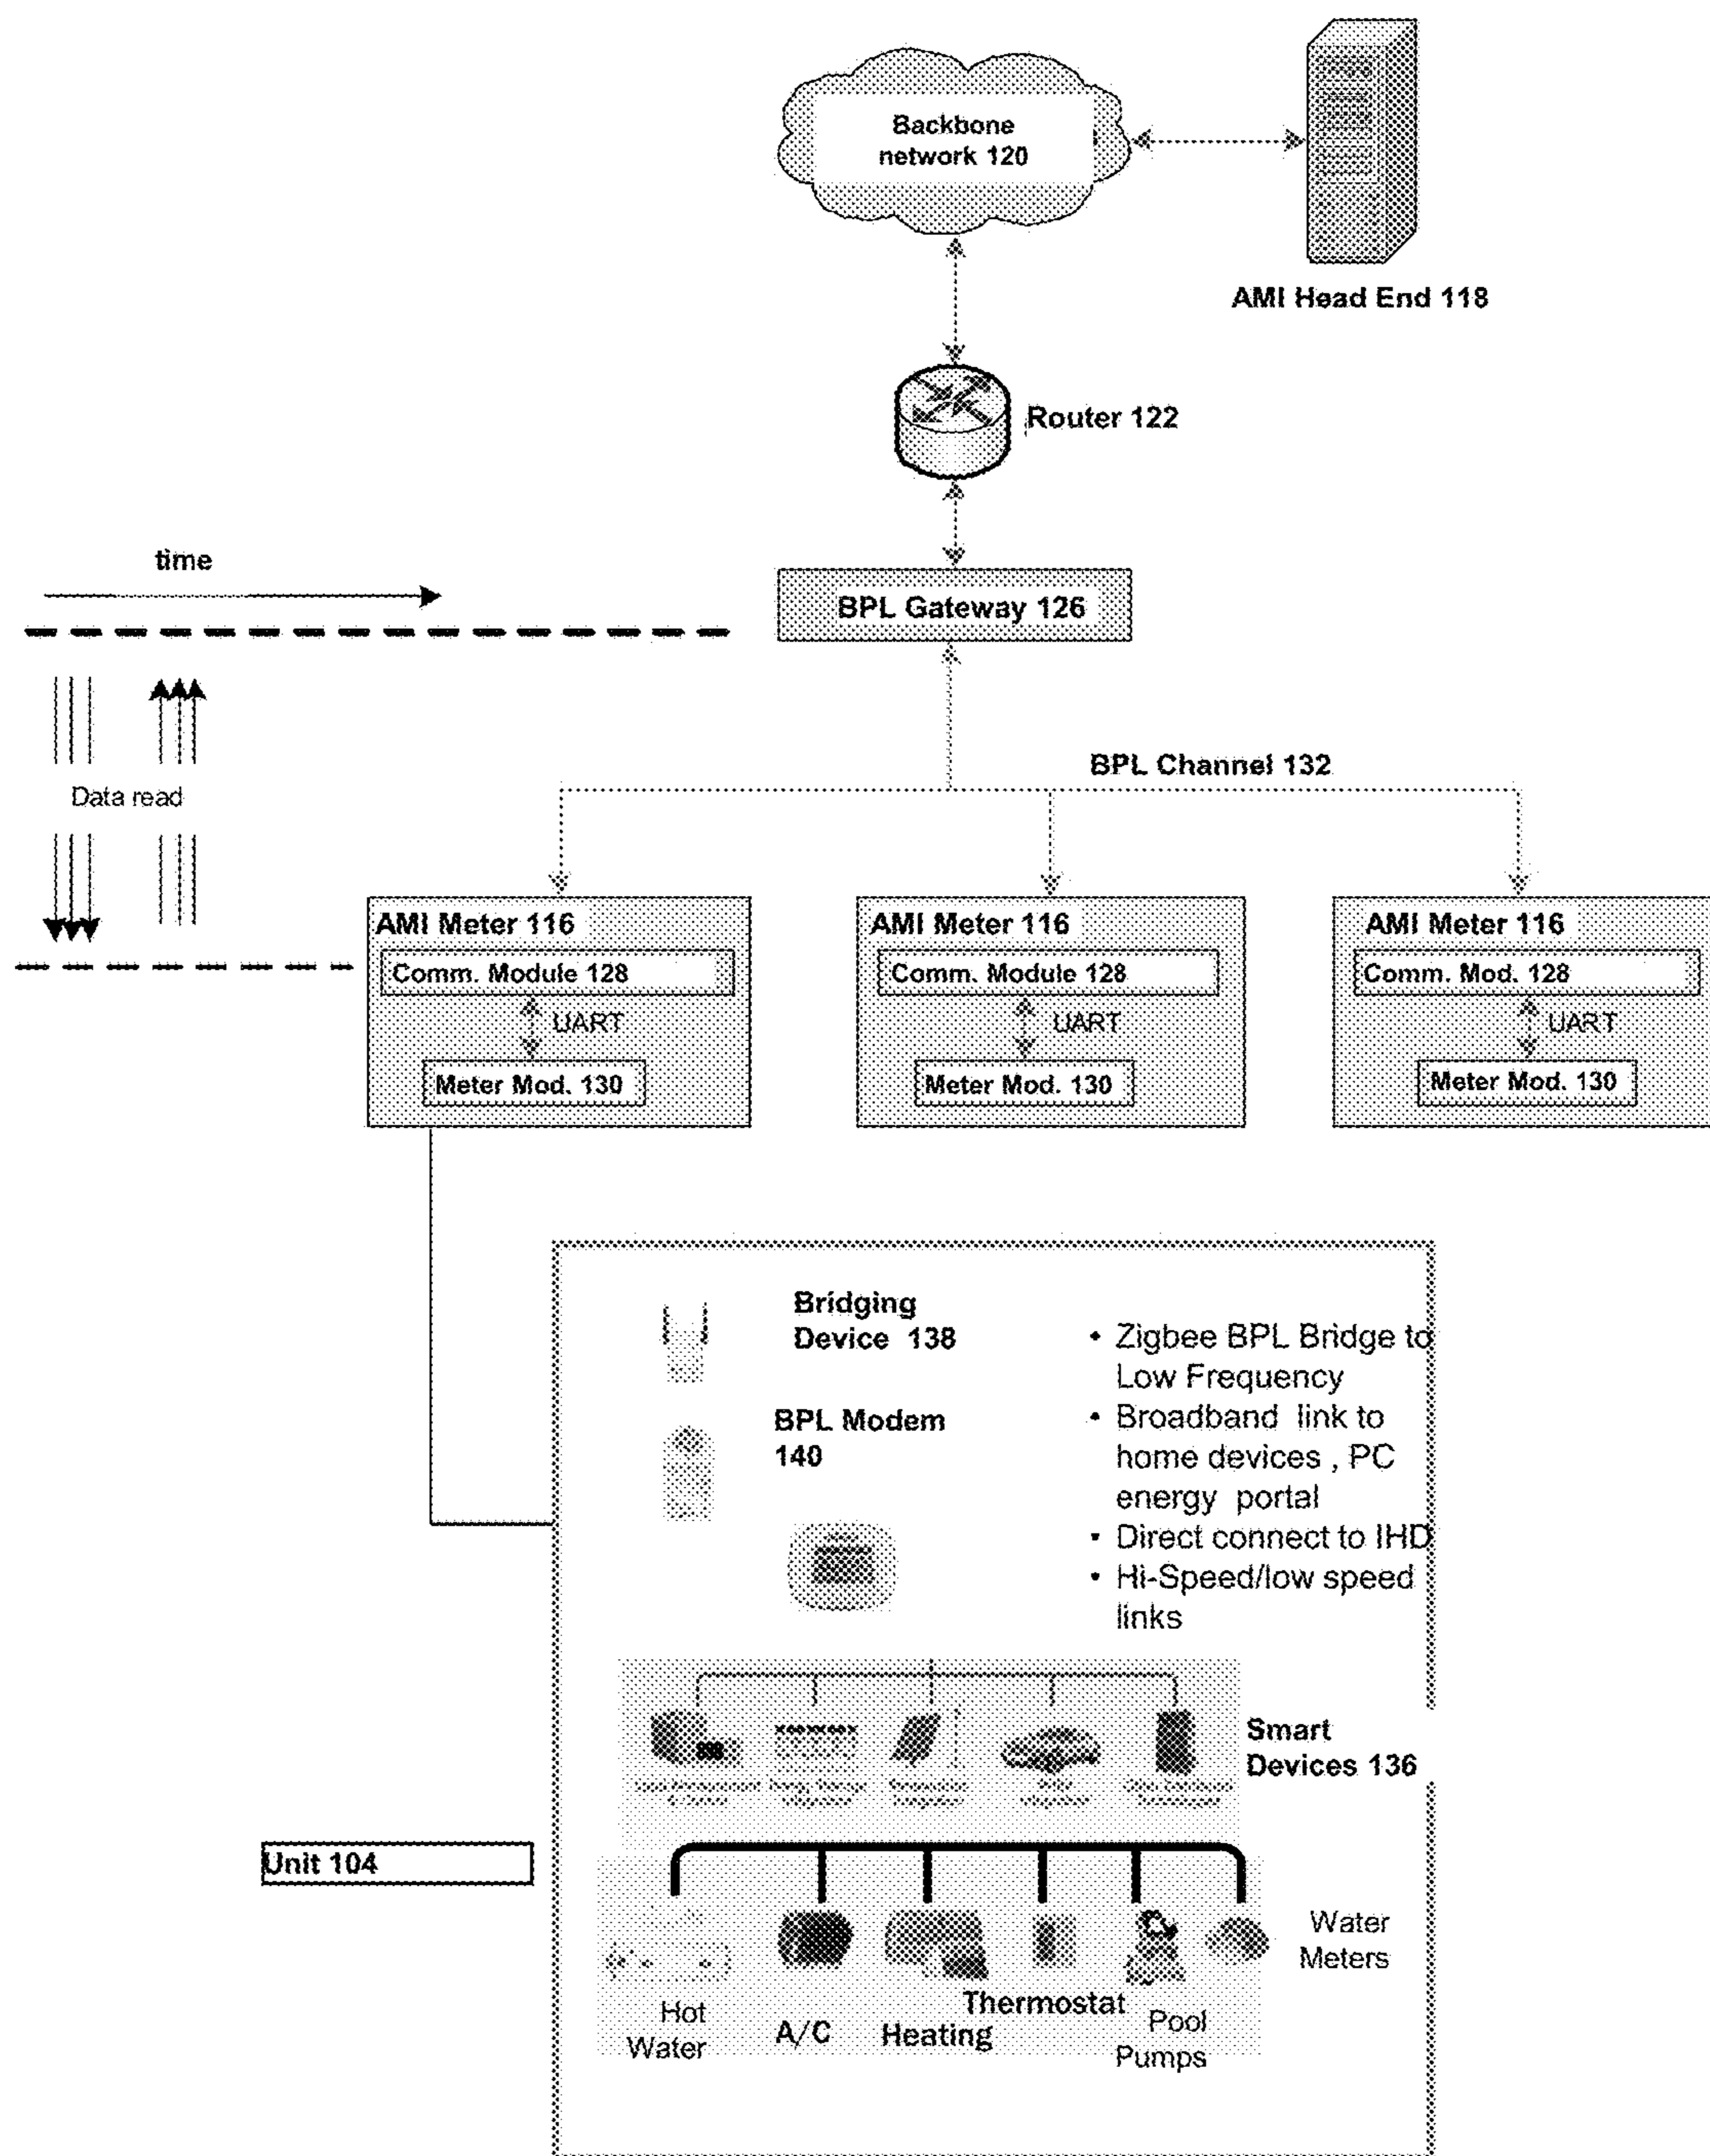 Backbone
network 120
AMI Head End 118
Router 122
time
BPL Gateway 126
BPL Channel 132
Data read
AMI Meter 116
Comm. Module 128
UART
Meter Mod. 130
AMI Meter 116
Comm. Module 128
UART
Meter Mod. 130
AMI Meter 116
Comm. Mod. 128
UART
Meter Mod. 130
Bridging
Device 138
BPL Modem
140
• Zigbee BPL Bridge to
Low Frequency
• Broadband link to
home devices , PC
energy portal
• Direct connect to IHD
• Hi-Speed/low speed
links
Smart
Devices 136
Unit 104
Water
Meters
Hot
Water
A/C
Heating
Thermostat
Pool
Pumps